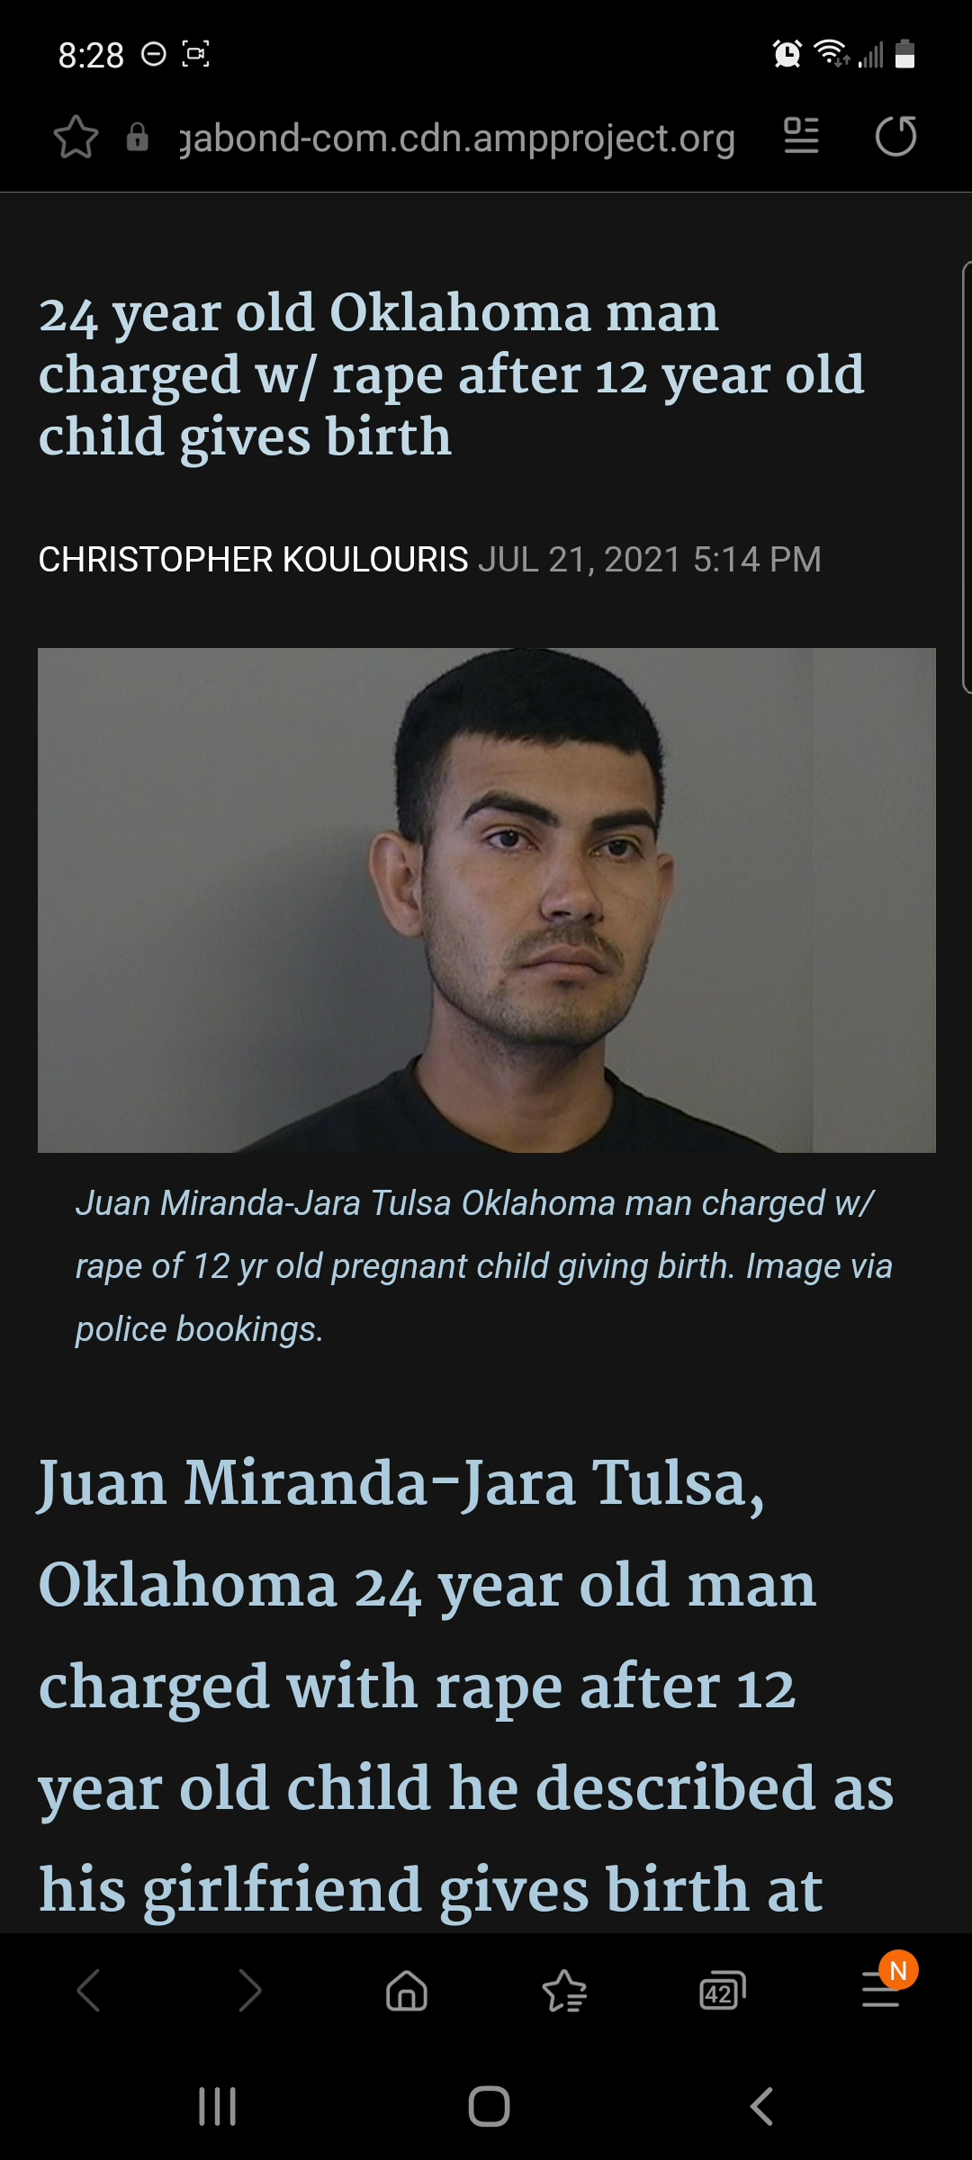 8:28
gabond-com.cdn.ampproject.org
24 year old Oklahoma man
charged w/ rape after 12 year old
child gives birth
CHRISTOPHER KOULOURIS JUL 21, 2021 5:14 PM
Juan Miranda-Jara Tulsa Oklahoma man charged w/
rape of 12 yr old pregnant child giving birth. Image via
police bookings.
Juan Miranda-Jara Tulsa,
Oklahoma 24 year old man
charged with rape after 12
year old child he described as
his girlfriend gives birth at
42
N